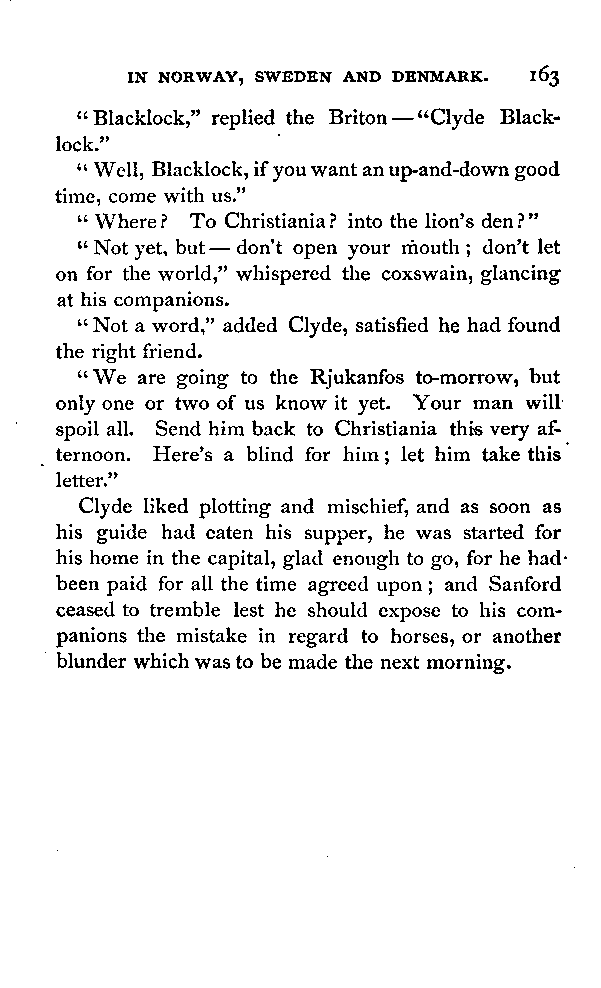 IN NORWAY, SWEDEN AND DENMARK. 163
“Blacklock,” replied the Briton — “Clyde Black-
lock.”
“Well, Blacklock, if you want an up-and-down good
time, come with us.”
“Where? To Christiania? into the lion's den?”
“Not yet, but — don't open your mouth; don't let
on for the world,” whispered the coxswain, glancing
at his companions.
“Not a word,” added Clyde, satisfied he had found
the right friend.
“We are going to the Rjukanfos to-morrow, but
only one or two of us know it yet. Your man will
spoil all. Send him back to Christiania this very af-
ternoon. Here's a blind for him; let him take this
letter.”
Clyde liked plotting and mischief, and as soon as
his guide had eaten his supper, he was started for
his home in the capital, glad enough to go, for he had
been paid for all the time agreed upon; and Sanford
ceased to tremble lest he should expose to his com-
panions the mistake in regard to horses, or another
blunder which was to be made the next morning.